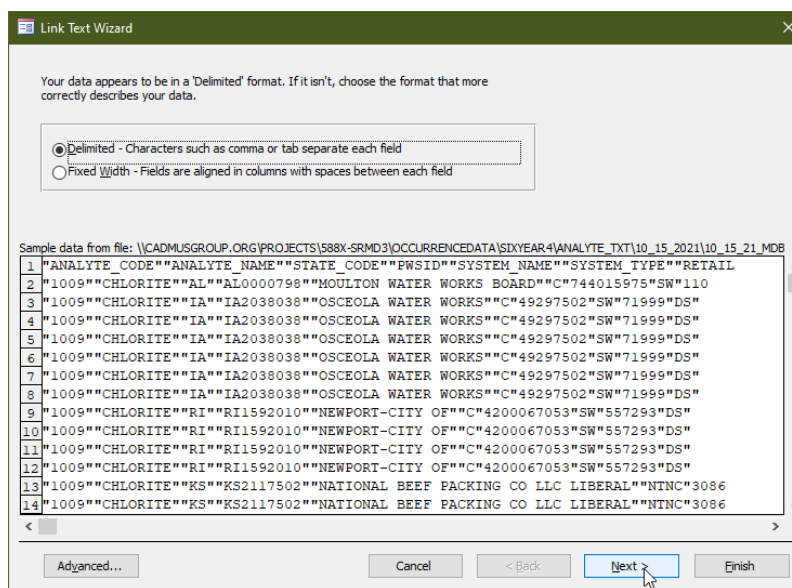 Link Text Wizard
Your data appears to be in a 'Delimited' format. If it isn't, choose the format that more
correctly describes your data.
Delimited - Characters such as comma or tab separate each field
Fixed Width - Fields are aligned in columns with spaces between each field
Sample data from file: \\CADMUSGROUP.ORG\PROJECTS\588X-SRMD3\OCCURRENCEDATA\SIXYEAR4\ANALYTE_TXT\10_15_2021\10_15_21_MDB
1 "ANALYTE_CODE""ANALYTE_NAME""STATE_CODE""PWSID""SYSTEM_NAME""SYSTEM_TYPE""RETAIL
2 "1009""CHLORITE""AL""AL0000798""MOULTON WATER WORKS BOARD""C"744015975"SW"110
3 "1009""CHLORITE""IA""IA2038038""OSCEOLA WATER WORKS""C"49297502"SW"71999"DS"
4 "1009""CHLORITE""IA""IA2038038""OSCEOLA WATER WORKS""C"49297502"SW"71999"DS"
5 "1009""CHLORITE""IA""IA2038038""OSCEOLA WATER WORKS""C"49297502"SW"71999"DS"
6 "1009""CHLORITE""IA""IA2038038""OSCEOLA WATER WORKS""C"49297502"SW"71999"DS"
7 "1009""CHLORITE""IA""IA2038038""OSCEOLA WATER WORKS""C"49297502"SW"71999"DS"
8 "1009""CHLORITE""IA""IA2038038""OSCEOLA WATER WORKS""C"49297502"SW"71999"DS"
9 "1009""CHLORITE""RI""RI1592010""NEWPORT-CITY OF""C"4200067053"SW"557293"DS"
10 "1009""CHLORITE""RI""RI1592010""NEWPORT-CITY OF""C"4200067053"SW"557293"DS"
11 "1009""CHLORITE""RI""RI1592010""NEWPORT-CITY OF""C"4200067053"SW"557293"DS"
12 "1009""CHLORITE""RI""RI1592010""NEWPORT-CITY OF""C"4200067053"SW"557293"DS"
13 "1009""CHLORITE""KS""KS2117502""NATIONAL BEEF PACKING CO LLC LIBERAL""NTNC"3086
14 "1009""CHLORITE""KS""KS2117502""NATIONAL BEEF PACKING CO LLC LIBERAL""NTNC"3086
Advanced... Cancel < Back Next > Finish